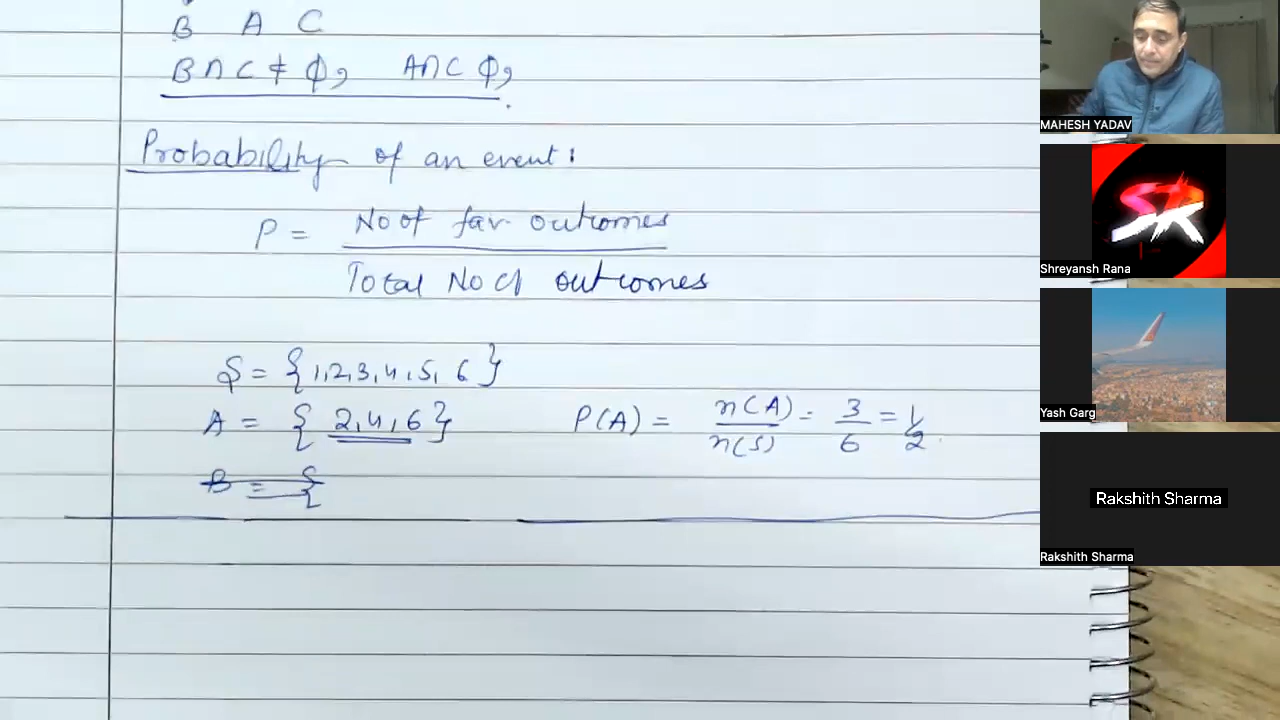 B A C
B∩C ≠ ϕ, A∩C ϕ,
Probability of an event:
P = No of fav. outcomes
Total No of outcomes
S = {1,2,3,4,5,6}
A = {2,4,6} P(A) = n(A)/n(S) = 3/6 = 1/2
B = {
MAHESH YADAV
SR
Shreyansh Rana
Yash Garg
Rakshith Sharma
Rakshith Sharma